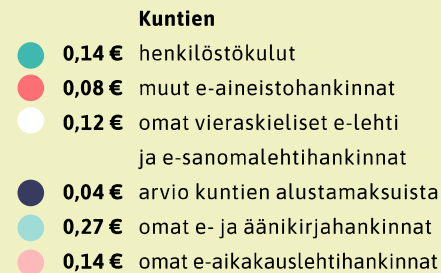 Kuntien
0,14 € henkilöstökulut
0,08 € muut e-aineistohankinnat
0,12 € omat vieraskieliset e-lehti
ja e-sanomalehtihankinnat
0,04 € arvio kuntien alustamaksuista
0,27 € omat e- ja äänikirjahankinnat
0,14 € omat e-aikakauslehtihankinnat